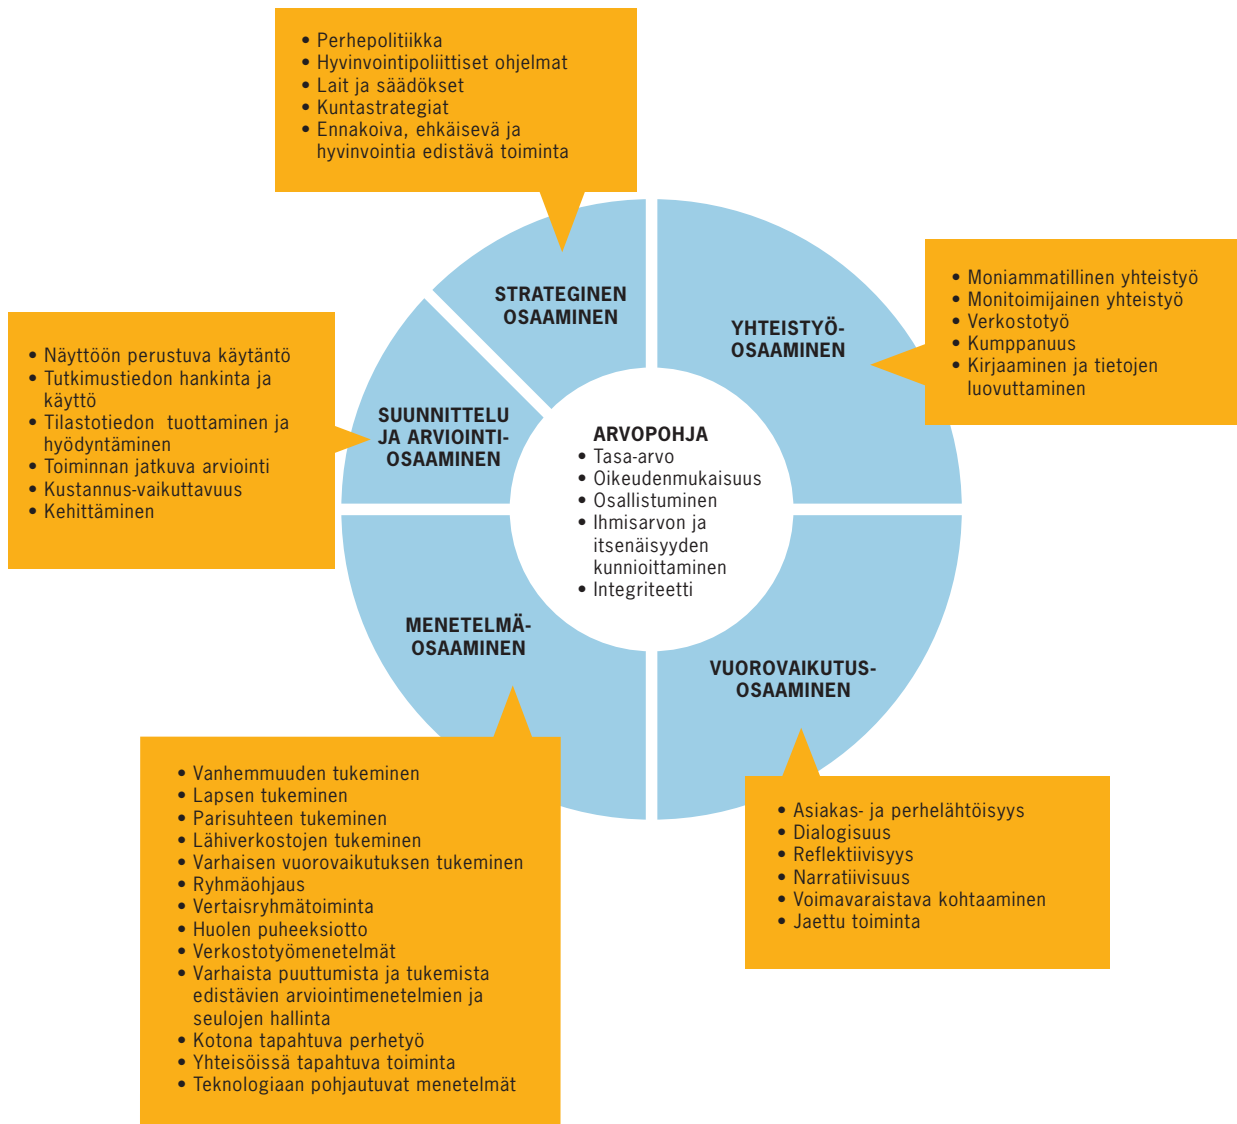 • Perhepolitiikka
• Hyvinvointipoliittiset ohjelmat
• Lait ja säädökset
• Kuntastrategiat
• Ennakoiva, ehkäisevä ja
hyvinvointia edistävä toiminta
STRATEGINEN
OSAAMINEN
YHTEISTYÖ-
OSAAMINEN
• Moniammatillinen yhteistyö
• Monitoimijainen yhteistyö
• Verkostotyö
• Kumppanuus
• Kirjaaminen ja tietojen
luovuttaminen
• Näyttöön perustuva käytäntö
• Tutkimustiedon hankinta ja
käyttö
• Tilastotiedon tuottaminen ja
hyödyntäminen
• Toiminnan jatkuva arviointi
• Kustannus-vaikuttavuus
• Kehittäminen
SUUNNITTELU
JA ARVIOINTI-
OSAAMINEN
ARVOPOHJA
• Tasa-arvo
• Oikeudenmukaisuus
• Osallistuminen
• Ihmisarvon ja
itsenäisyyden
kunnioittaminen
• Integriteetti
MENETELMÄ-
OSAAMINEN
VUOROVAIKUTUS-
OSAAMINEN
• Vanhemmuuden tukeminen
• Lapsen tukeminen
• Parisuhteen tukeminen
• Lähiverkostojen tukeminen
• Varhaisen vuorovaikutuksen tukeminen
• Ryhmäohjaus
• Vertaisryhmätoiminta
• Huolen puheeksiotto
• Verkostotyömenetelmät
• Varhaista puuttumista ja tukemista
edistävien arviointimenetelmien ja
seulojen hallinta
• Kotona tapahtuva perhetyö
• Yhteisöissä tapahtuva toiminta
• Teknologiaan pohjautuvat menetelmät
• Asiakas- ja perhelähtöisyys
• Dialogisuus
• Reflektiivisyys
• Narratiivisuus
• Voimavaraistava kohtaaminen
• Jaettu toiminta